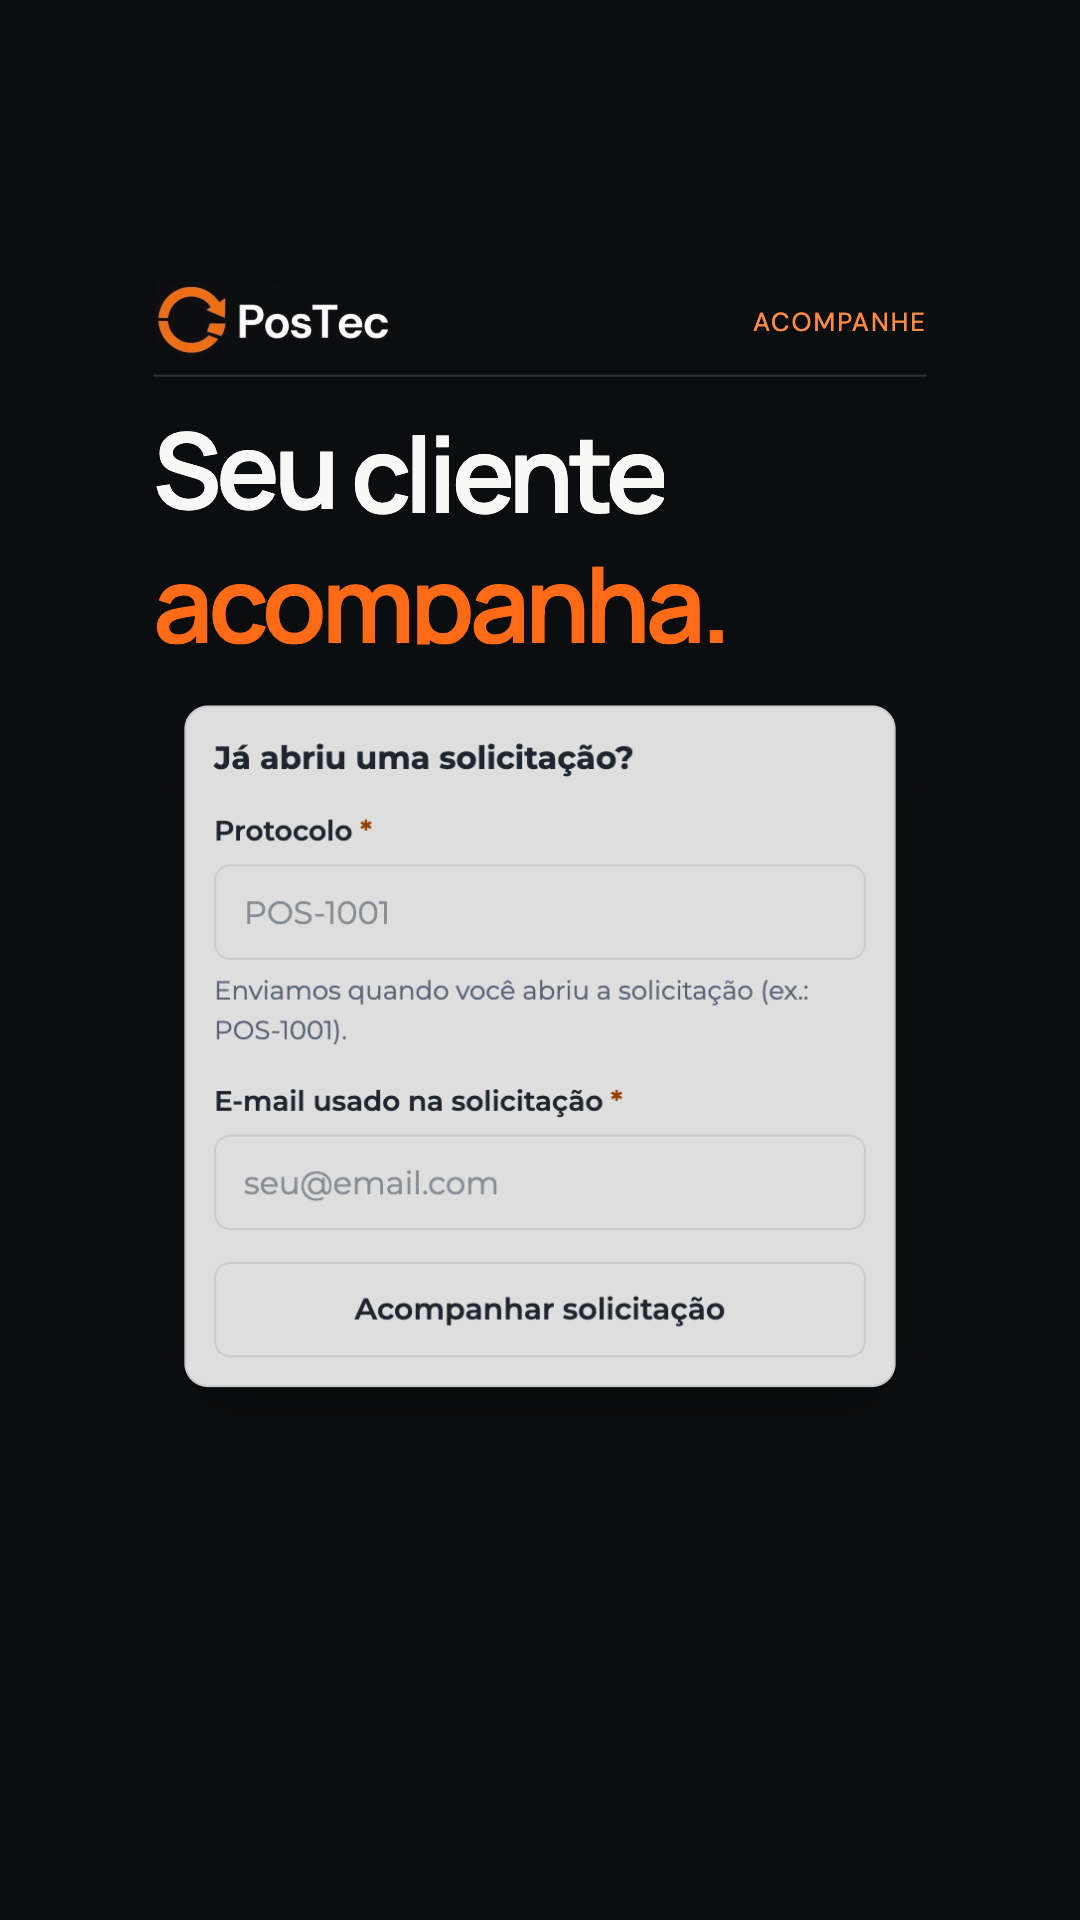 PosTec
ACOMPANHE
Seu cliente
acompanha.
Já abriu uma solicitação?
Protocolo *
POS-1001
Enviamos quando você abriu a solicitação (ex.:
POS-1001).
E-mail usado na solicitação *
seu@email.com
Acompanhar solicitação